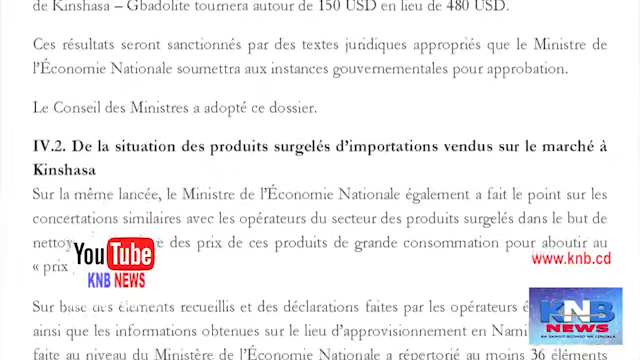 de Kinshasa – Gbadolite tournera autour de 150 USD en lieu de 480 USD.
Ces résultats seront sanctionnés par des textes juridiques appropriés que le Ministre de
l'Économie Nationale soumettra aux instances gouvernementales pour approbation.
Le Conseil des Ministres a adopté ce dossier.
IV.2. De la situation des produits surgelés d'importations vendus sur le marché à
Kinshasa
Sur la même lancée, le Ministre de l'Économie Nationale également a fait le point sur les
concertations similaires avec les opérateurs du secteur des produits surgelés dans le but de
nettoy des prix de ces produits de grande consommation pour aboutir au
« prix
YouTube
KNB NEWS
www.knb.cd
Sur base des éléments recueillis et des déclarations faites par les opérateurs é
ainsi que les informations obtenues sur le lieu d'approvisionnement en Nami
faite au niveau du Ministère de l'Économie Nationale a répertorié au moins 36 éléments
KNB
NEWS